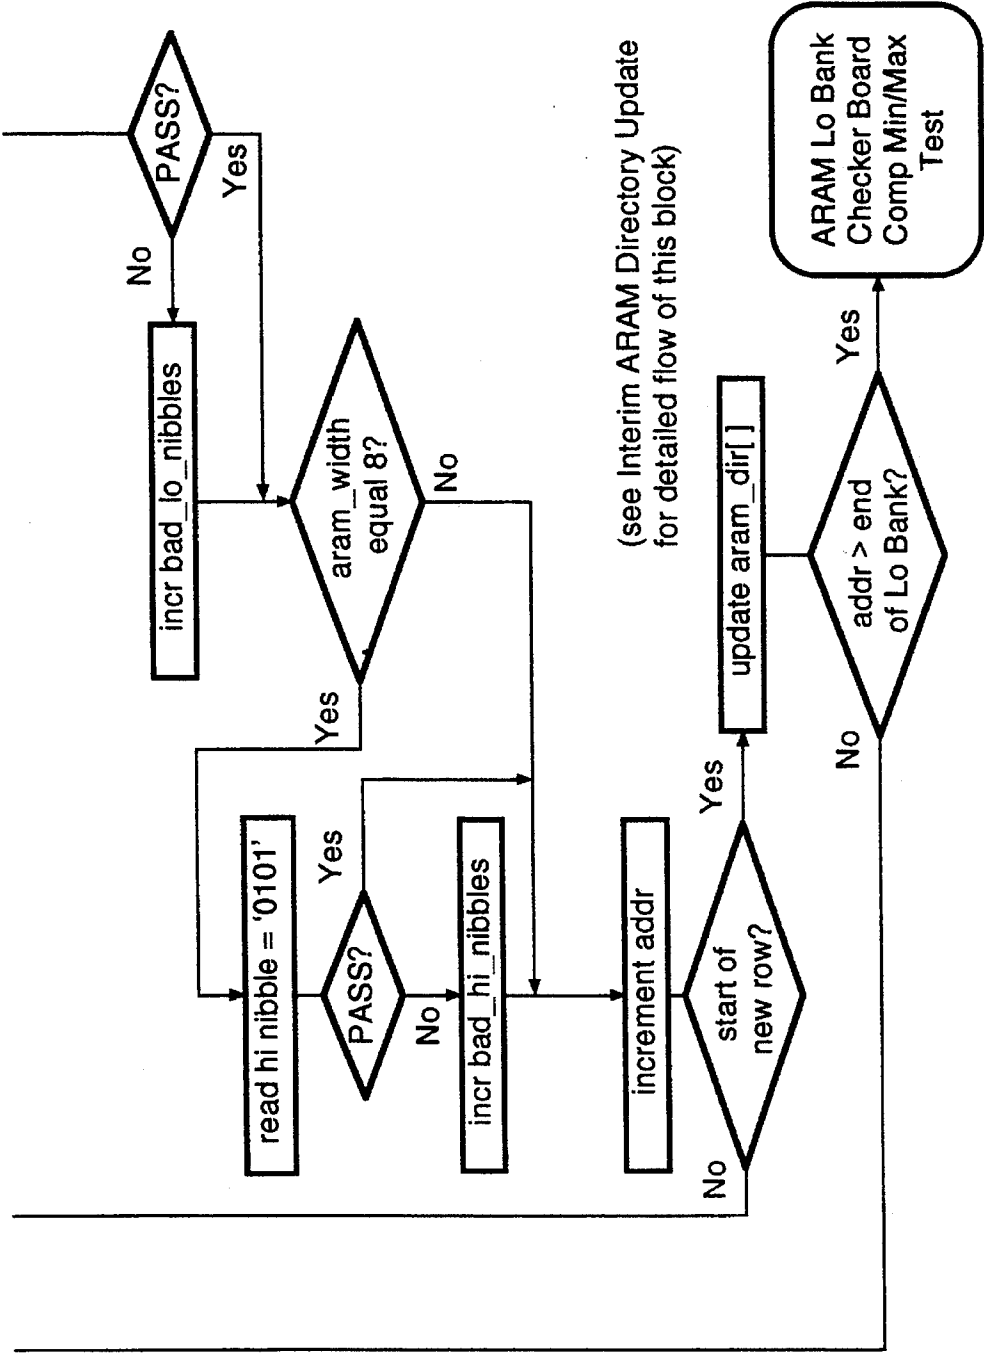 PASS?
No
Yes
incr bad_lo_nibbles
aram_width
equal 8?
Yes
No
read hi nibble = '0101'
PASS?
Yes
No
incr bad_hi_nibbles
increment addr
start of
new row?
No
Yes
update aram_dir[ ]
(see Interim ARAM Directory Update
for detailed flow of this block)
addr > end
of Lo Bank?
No
Yes
ARAM Lo Bank
Checker Board
Comp Min/Max
Test